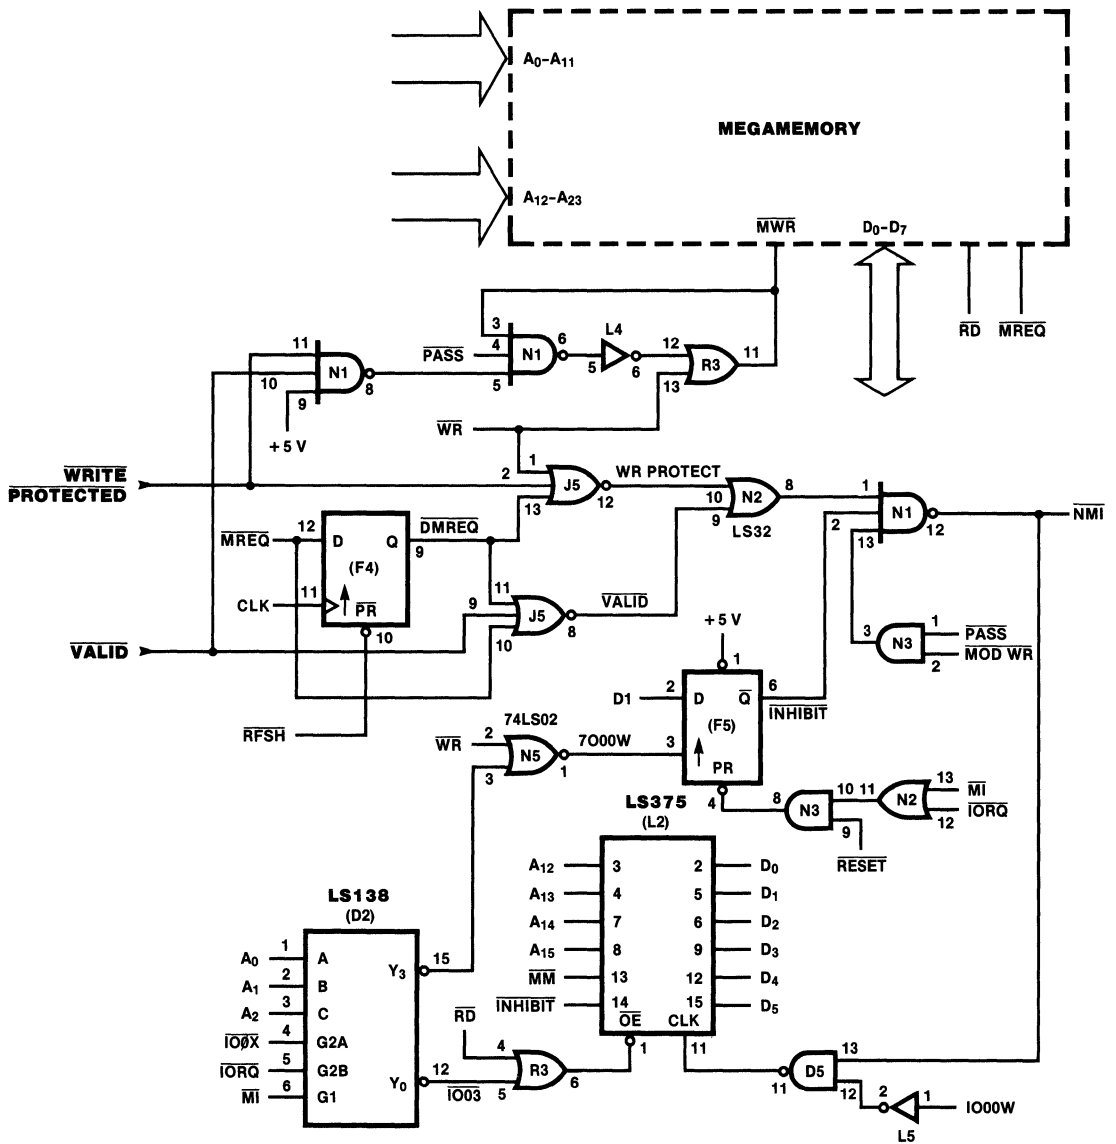 A0-A11
MEGAMEMORY
A12-A23
MWR
D0-D7
RD
MREQ
3
PASS
4
N1
6
5
L4
5
6
12
R3
11
13
11
10
N1
8
9
+5 V
WR
1
WRITE
PROTECTED
2
J5
12
13
WR PROTECT
10
N2
8
9
LS32
1
2
N1
12
13
NMI
MREQ
12
D
Q
9
DMREQ
(F4)
CLK
11
PR
10
11
9
J5
8
10
VALID
VALID
RFSH
3
N3
1
PASS
MOD WR
2
+5 V
1
D1
2
D
Q
6
INHIBIT
(F5)
3
PR
4
74LS02
WR
2
N5
1
3
7O00W
8
N3
10
11
N2
13
MI
IORQ
12
9
RESET
LS375
(L2)
A12
3
2
D0
A13
4
5
D1
A14
7
6
D2
A15
8
9
D3
MM
13
12
D4
INHIBIT
14
15
D5
OE
CLK
1
11
LS138
(D2)
A0
1
A
Y3
15
A1
2
B
A2
3
C
IO0X
4
G2A
IORQ
5
G2B
MI
6
G1
Y0
12
IO03
RD
4
R3
6
5
13
D5
11
12
2
1
IO00W
L5